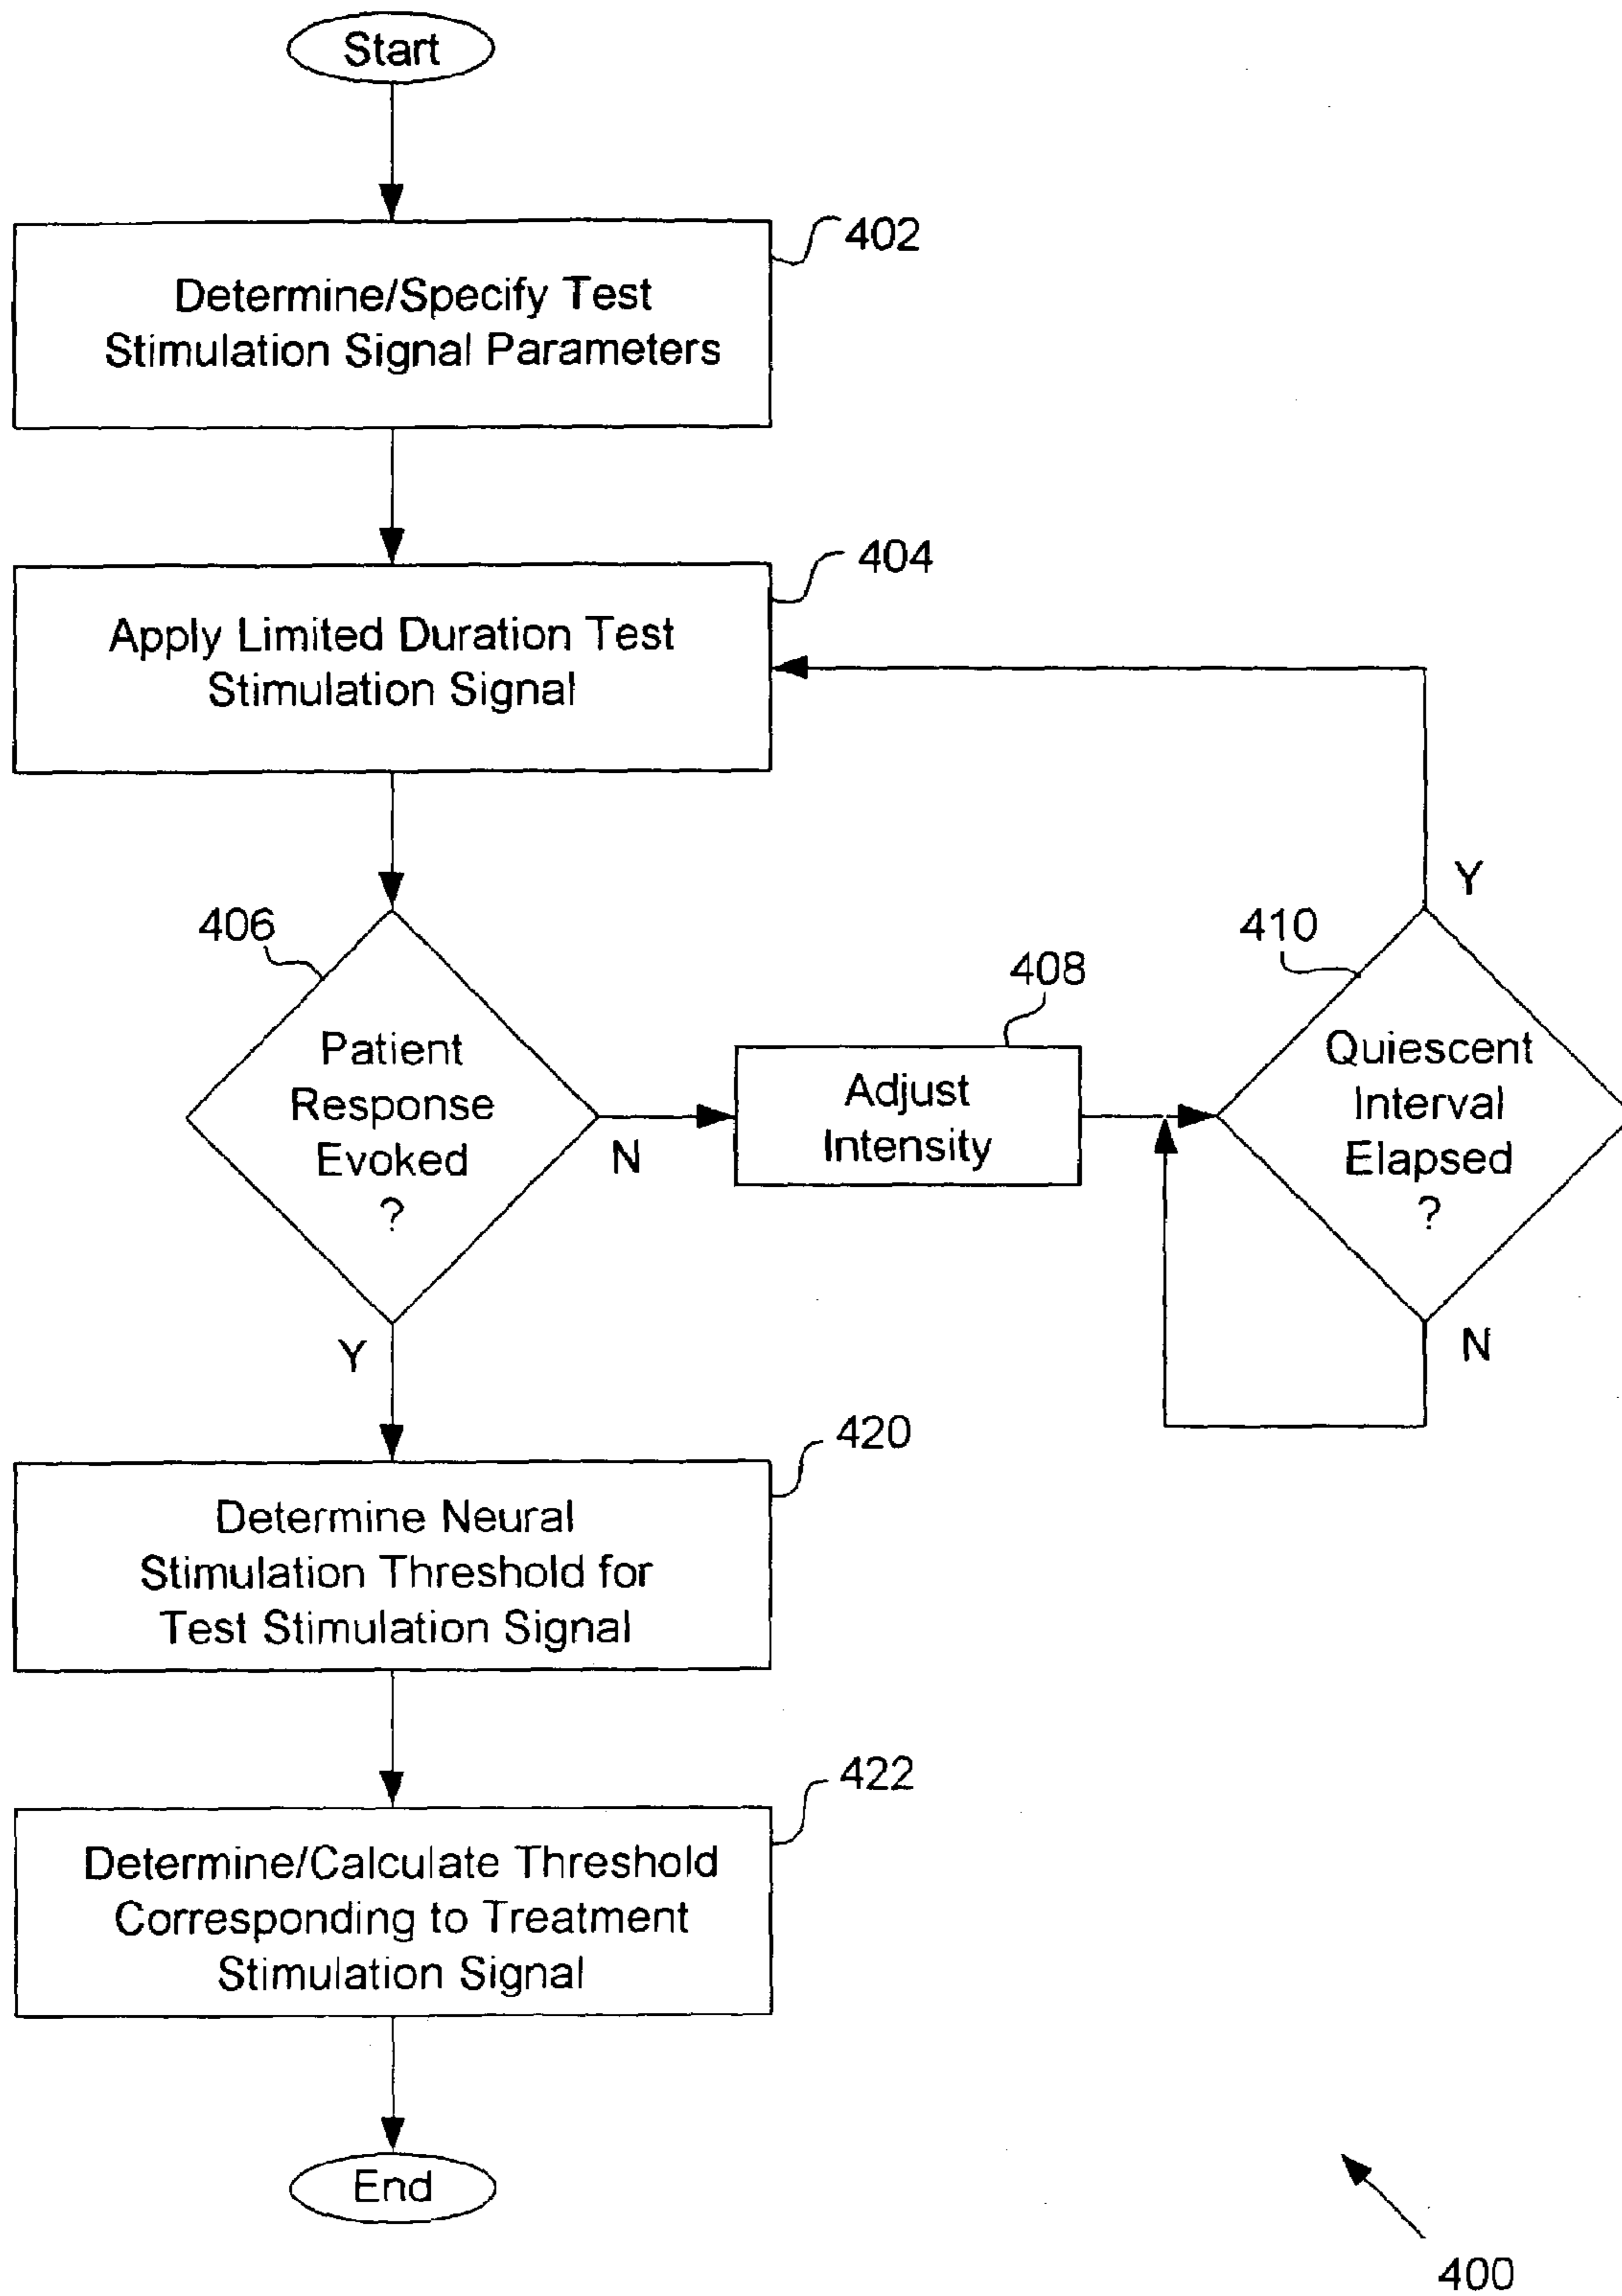 Start
402
Determine/Specify Test
Stimulation Signal Parameters
404
Apply Limited Duration Test
Stimulation Signal
406
Patient
Response
Evoked
?
N
Y
408
Adjust
Intensity
410
Quiescent
Interval
Elapsed
?
Y
N
420
Determine Neural
Stimulation Threshold for
Test Stimulation Signal
422
Determine/Calculate Threshold
Corresponding to Treatment
Stimulation Signal
End
400